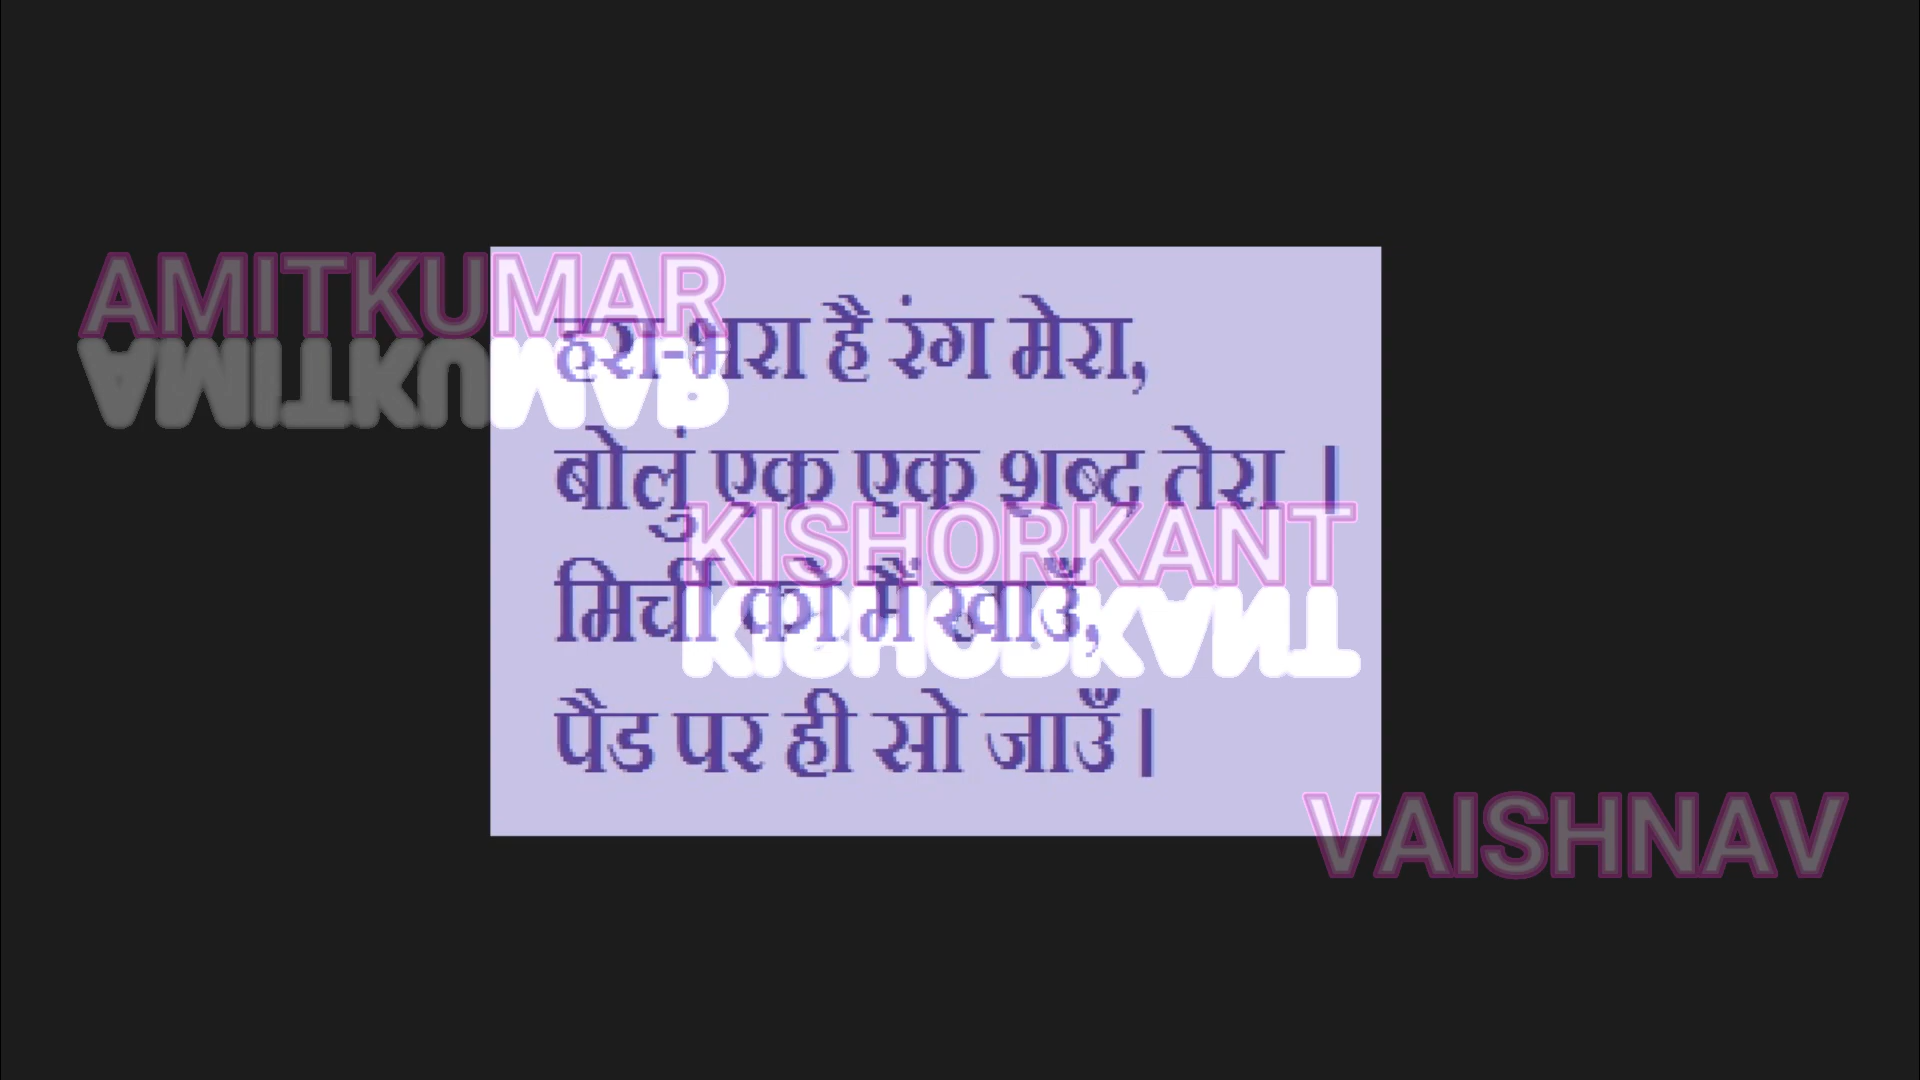 AMITKUMAR
हरा-भरा है रंग मेरा,
बोलुं एक एक शब्द तेरा ।
KISHORKANT
मिर्ची को मैं खाउँ,
पैड पर ही सो जाउँ।
VAISHNAV